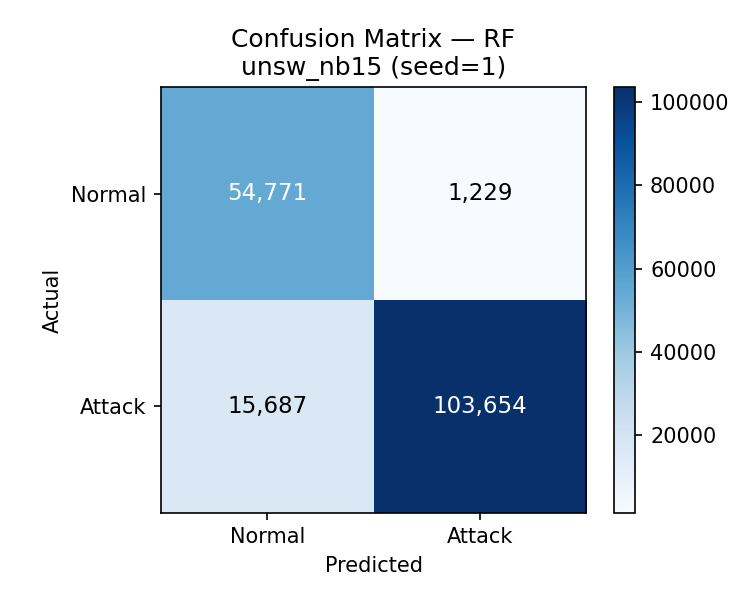 Confusion Matrix — RF
unsw_nb15 (seed=1)
100000
80000
60000
40000
20000
Actual
Normal
54,771
1,229
Attack
15,687
103,654
Normal
Attack
Predicted